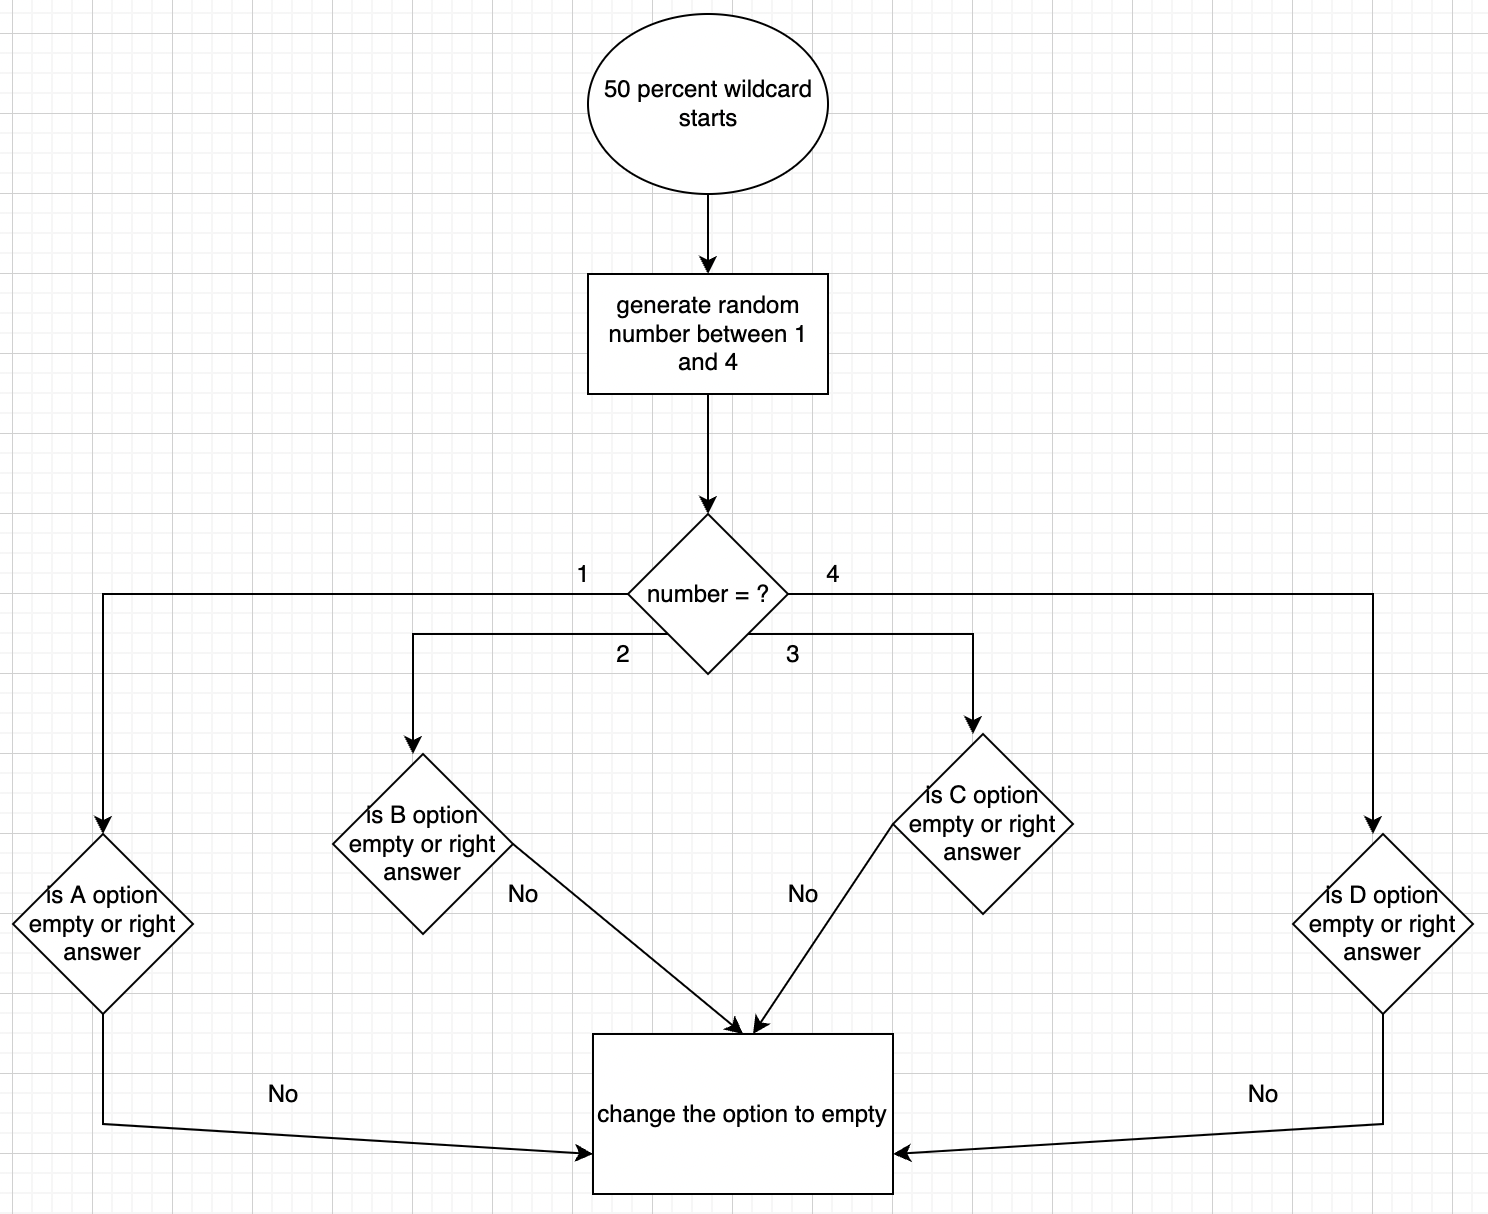 50 percent wildcard
starts
generate random
number between 1
and 4
1
4
number = ?
2
3
is B option
empty or right
answer
is C option
empty or right
answer
is A option
empty or right
answer
is D option
empty or right
answer
No
No
No
No
change the option to empty